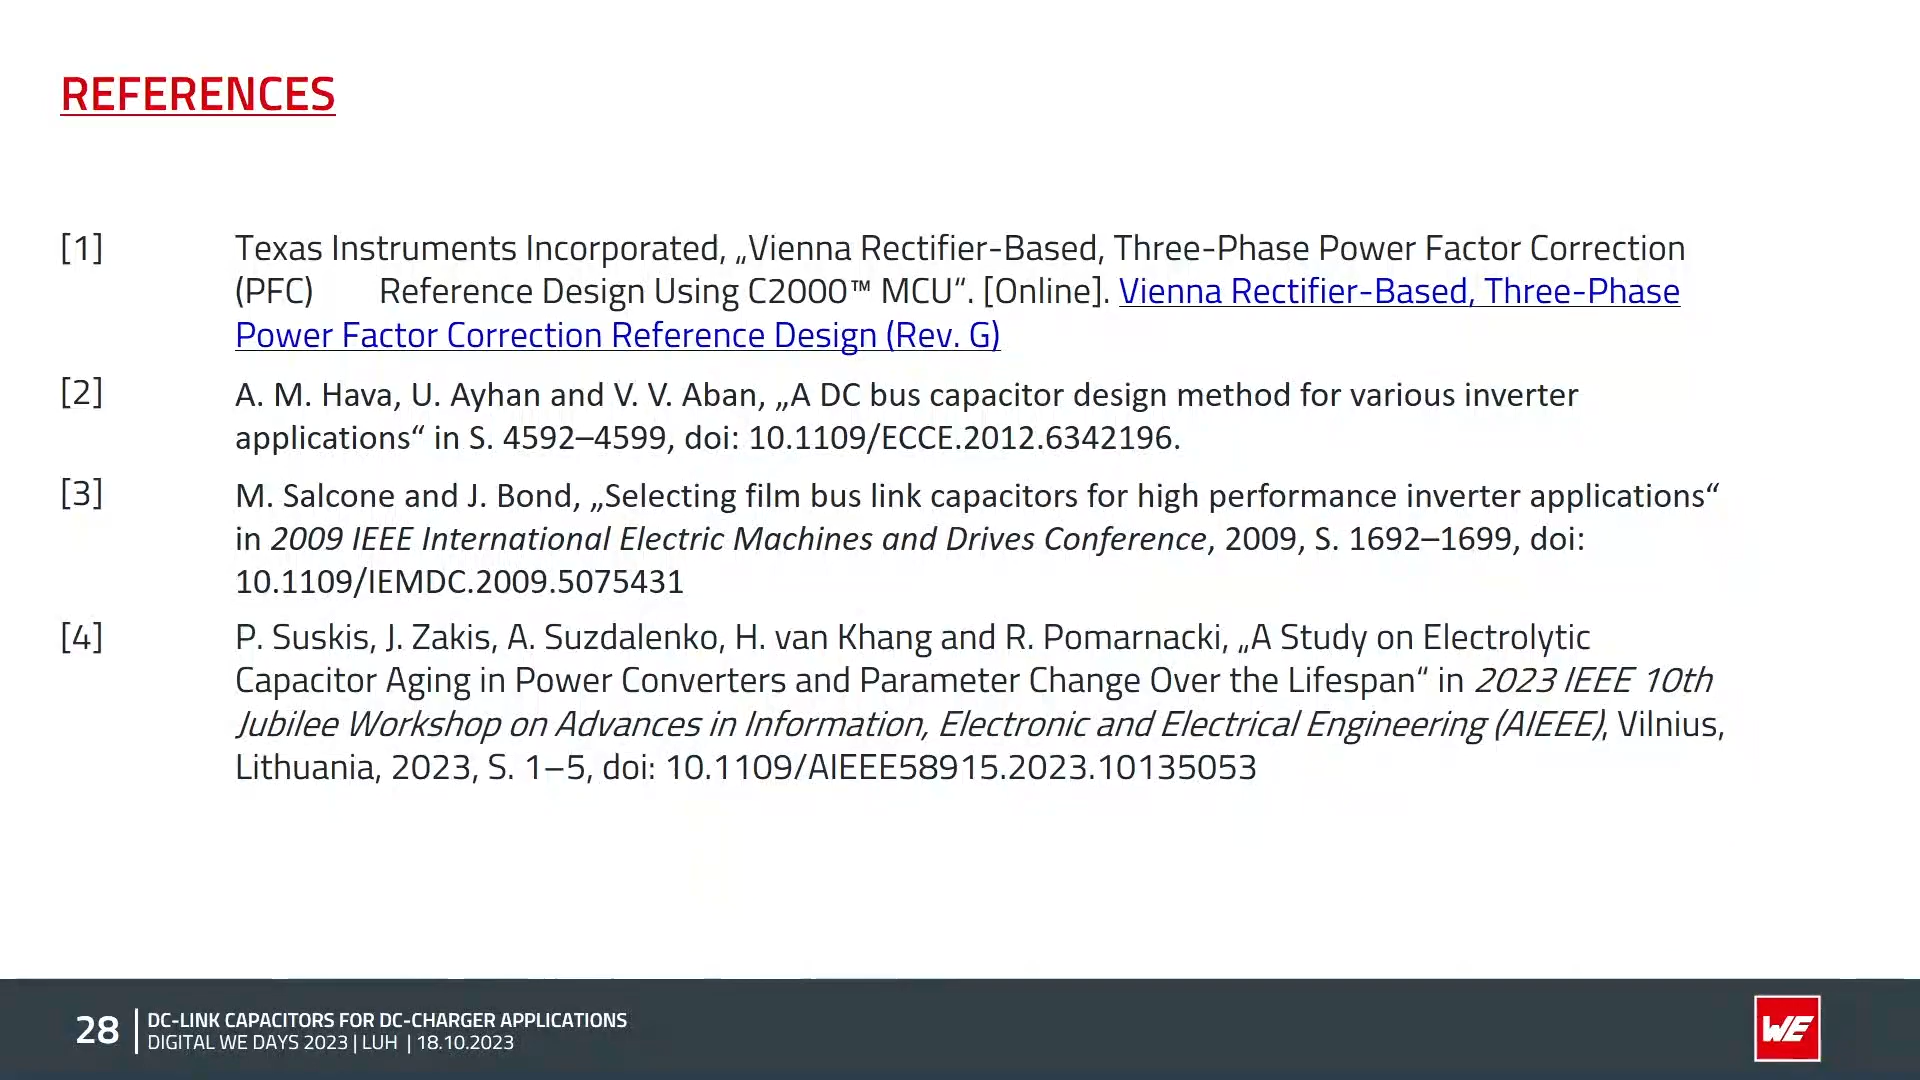 REFERENCES
[1] Texas Instruments Incorporated, „Vienna Rectifier-Based, Three-Phase Power Factor Correction
(PFC) Reference Design Using C2000™ MCU“. [Online]. Vienna Rectifier-Based, Three-Phase
Power Factor Correction Reference Design (Rev. G)
[2] A. M. Hava, U. Ayhan and V. V. Aban, „A DC bus capacitor design method for various inverter
applications“ in S. 4592–4599, doi: 10.1109/ECCE.2012.6342196.
[3] M. Salcone and J. Bond, „Selecting film bus link capacitors for high performance inverter applications“
in 2009 IEEE International Electric Machines and Drives Conference, 2009, S. 1692–1699, doi:
10.1109/IEMDC.2009.5075431
[4] P. Suskis, J. Zakis, A. Suzdalenko, H. van Khang and R. Pomarnacki, „A Study on Electrolytic
Capacitor Aging in Power Converters and Parameter Change Over the Lifespan“ in 2023 IEEE 10th
Jubilee Workshop on Advances in Information, Electronic and Electrical Engineering (AIEEE), Vilnius,
Lithuania, 2023, S. 1–5, doi: 10.1109/AIEEE58915.2023.10135053
28 DC-LINK CAPACITORS FOR DC-CHARGER APPLICATIONS
DIGITAL WE DAYS 2023 | LUH | 18.10.2023
WE